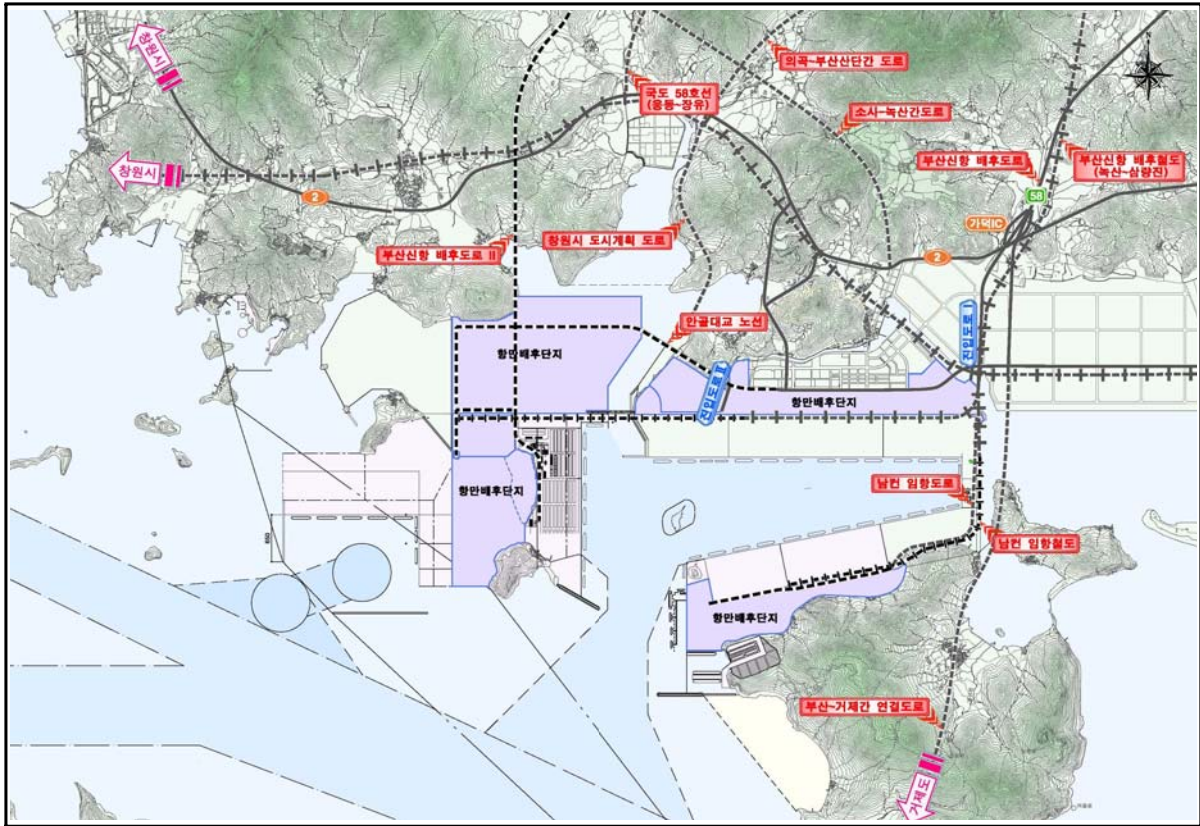 창원시
의곡~부산산단간 도로
국도 58호선
(웅동~장유)
소사~녹산간도로
부산신항 배후도로
부산신항 배후철도
(녹산~삼랑진)
창원시
2
58
가덕IC
부산신항 배후도로 II
창원시 도시계획 도로
2
안골대교 노선
진입도로 I
항만배후단지
진입도로 II
항만배후단지
남컨 임항도로
항만배후단지
남컨 임항철도
600
항만배후단지
부산~거제간 연결도로
거제도